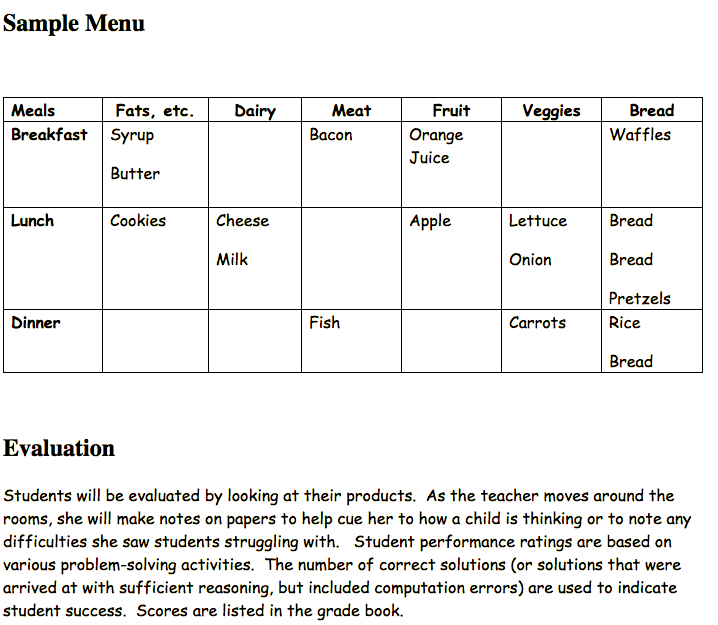 Sample Menu
Meals Fats, etc. Dairy Meat Fruit Veggies Bread
Breakfast Syrup Bacon Orange Waffles
Juice
Butter
Lunch Cookies Cheese Apple Lettuce Bread
Milk Onion Bread
Pretzels
Dinner Fish Carrots Rice
Bread
Evaluation
Students will be evaluated by looking at their products.  As the teacher moves around the
rooms, she will make notes on papers to help cue her to how a child is thinking or to note any
difficulties she saw students struggling with.   Student performance ratings are based on
various problem-solving activities.  The number of correct solutions (or solutions that were
arrived at with sufficient reasoning, but included computation errors) are used to indicate
student success.  Scores are listed in the grade book.